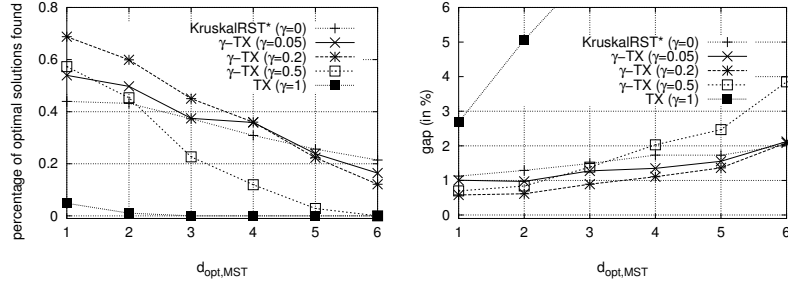 percentage of optimal solutions found
0.8
0.6
0.4
0.2
0
1 2 3 4 5 6
d_opt,MST
KruskalRST* (γ=0)
γ−TX (γ=0.05)
γ−TX (γ=0.2)
γ−TX (γ=0.5)
TX (γ=1)
gap (in %)
6
5
4
3
2
1
0
1 2 3 4 5 6
d_opt,MST
KruskalRST* (γ=0)
γ−TX (γ=0.05)
γ−TX (γ=0.2)
γ−TX (γ=0.5)
TX (γ=1)